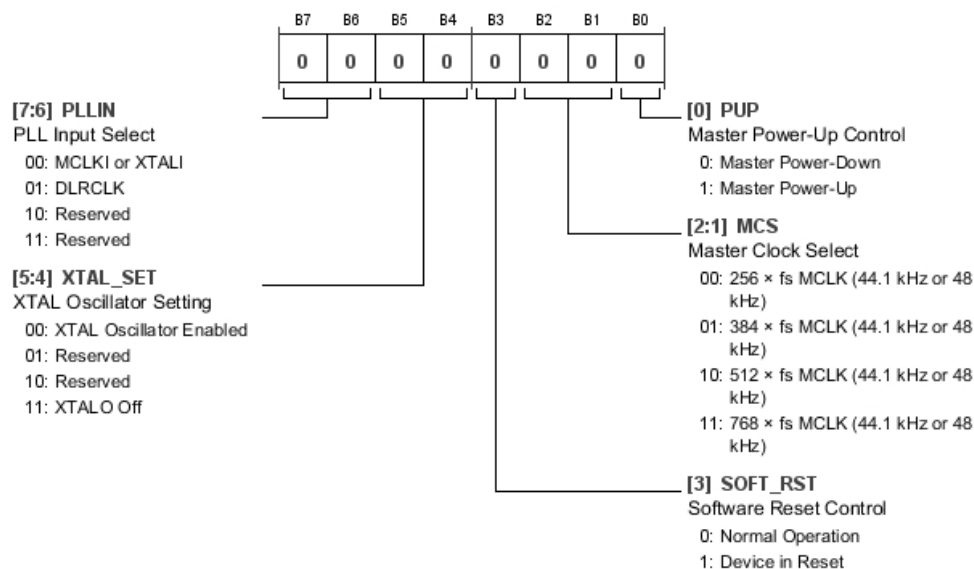 B7 B6 B5 B4 B3 B2 B1 B0
0 0 0 0 0 0 0 0
[7:6] PLLIN
PLL Input Select
00: MCLKI or XTALI
01: DLRCLK
10: Reserved
11: Reserved
[5:4] XTAL_SET
XTAL Oscillator Setting
00: XTAL Oscillator Enabled
01: Reserved
10: Reserved
11: XTALO Off
[0] PUP
Master Power-Up Control
0: Master Power-Down
1: Master Power-Up
[2:1] MCS
Master Clock Select
00: 256 × fs MCLK (44.1 kHz or 48
kHz)
01: 384 × fs MCLK (44.1 kHz or 48
kHz)
10: 512 × fs MCLK (44.1 kHz or 48
kHz)
11: 768 × fs MCLK (44.1 kHz or 48
kHz)
[3] SOFT_RST
Software Reset Control
0: Normal Operation
1: Device in Reset